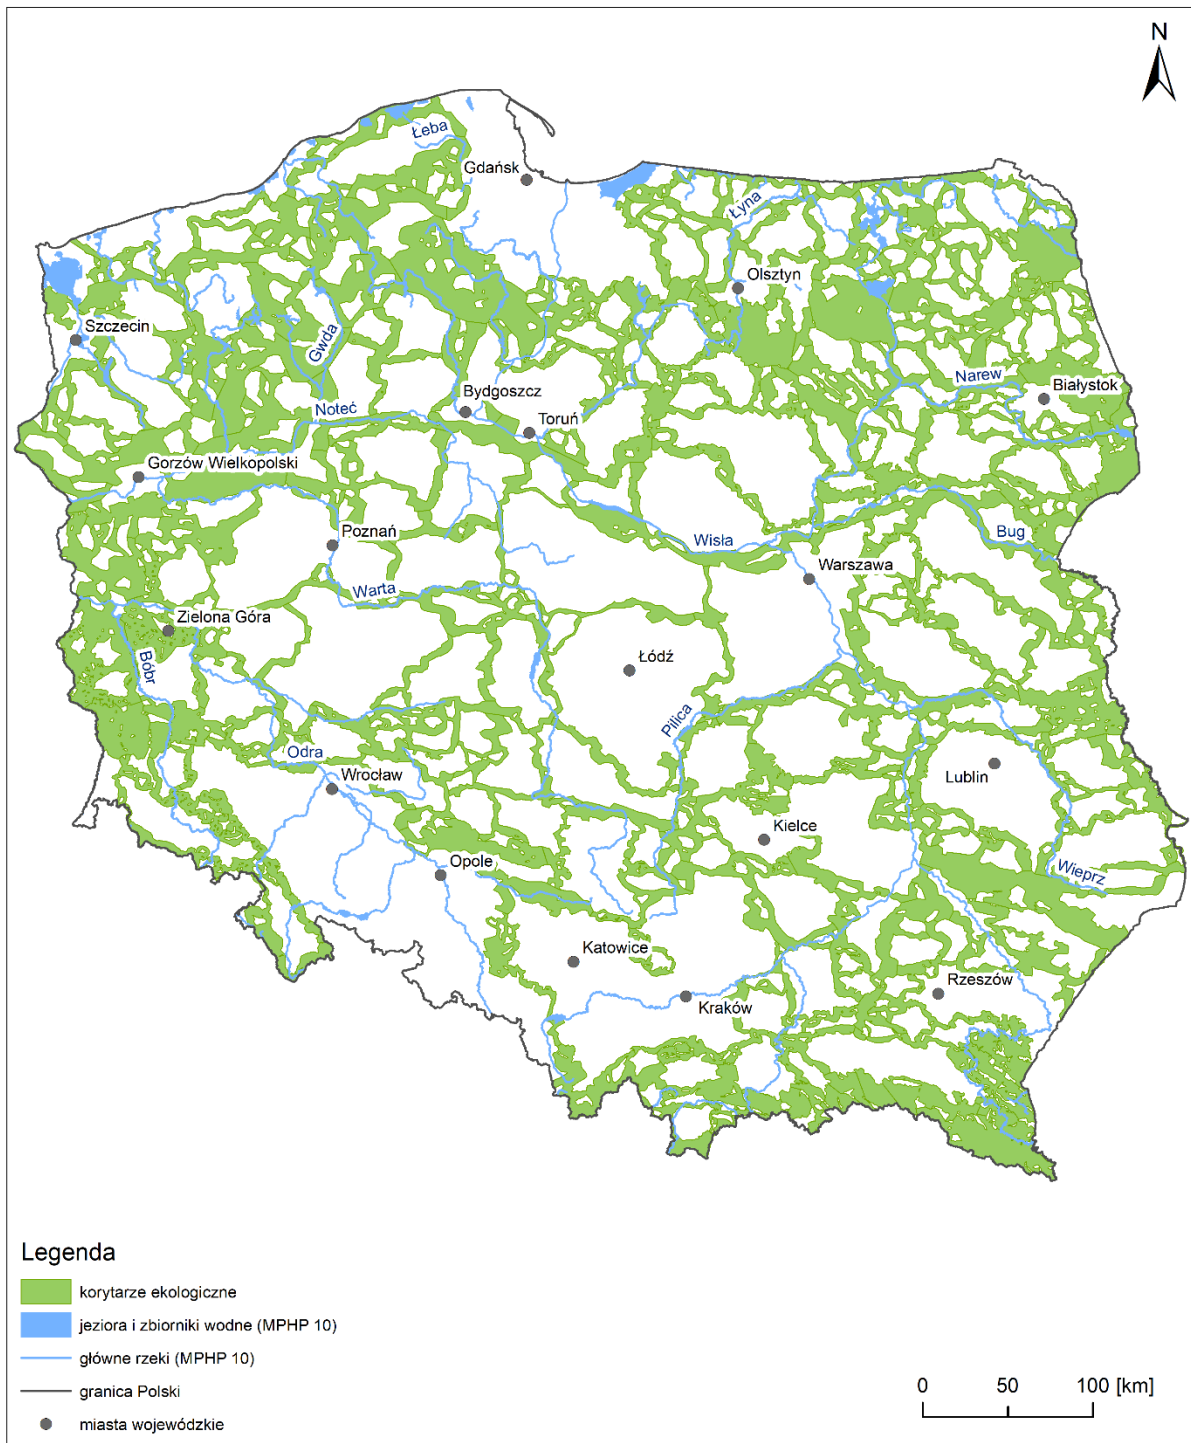 N
Łeba
Gdańsk
Łyna
Olsztyn
Szczecin
Gwda
Narew
Białystok
Bydgoszcz
Noteć
Toruń
Gorzów Wielkopolski
Poznań
Wisła
Bug
Warszawa
Warta
Zielona Góra
Bóbr
Łódź
Pilica
Odra
Wrocław
Lublin
Kielce
Opole
Wieprz
Katowice
Rzeszów
Kraków
Legenda
korytarze ekologiczne
jeziora i zbiorniki wodne (MPHP 10)
główne rzeki (MPHP 10)
granica Polski
miasta wojewódzkie
0 50 100 [km]